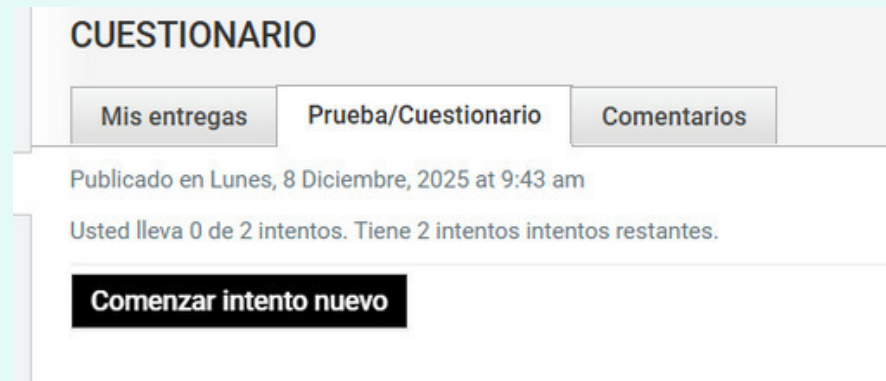 CUESTIONARIO
Mis entregas
Prueba/Cuestionario
Comentarios
Publicado en Lunes, 8 Diciembre, 2025 at 9:43 am
Usted lleva 0 de 2 intentos. Tiene 2 intentos intentos restantes.
Comenzar intento nuevo